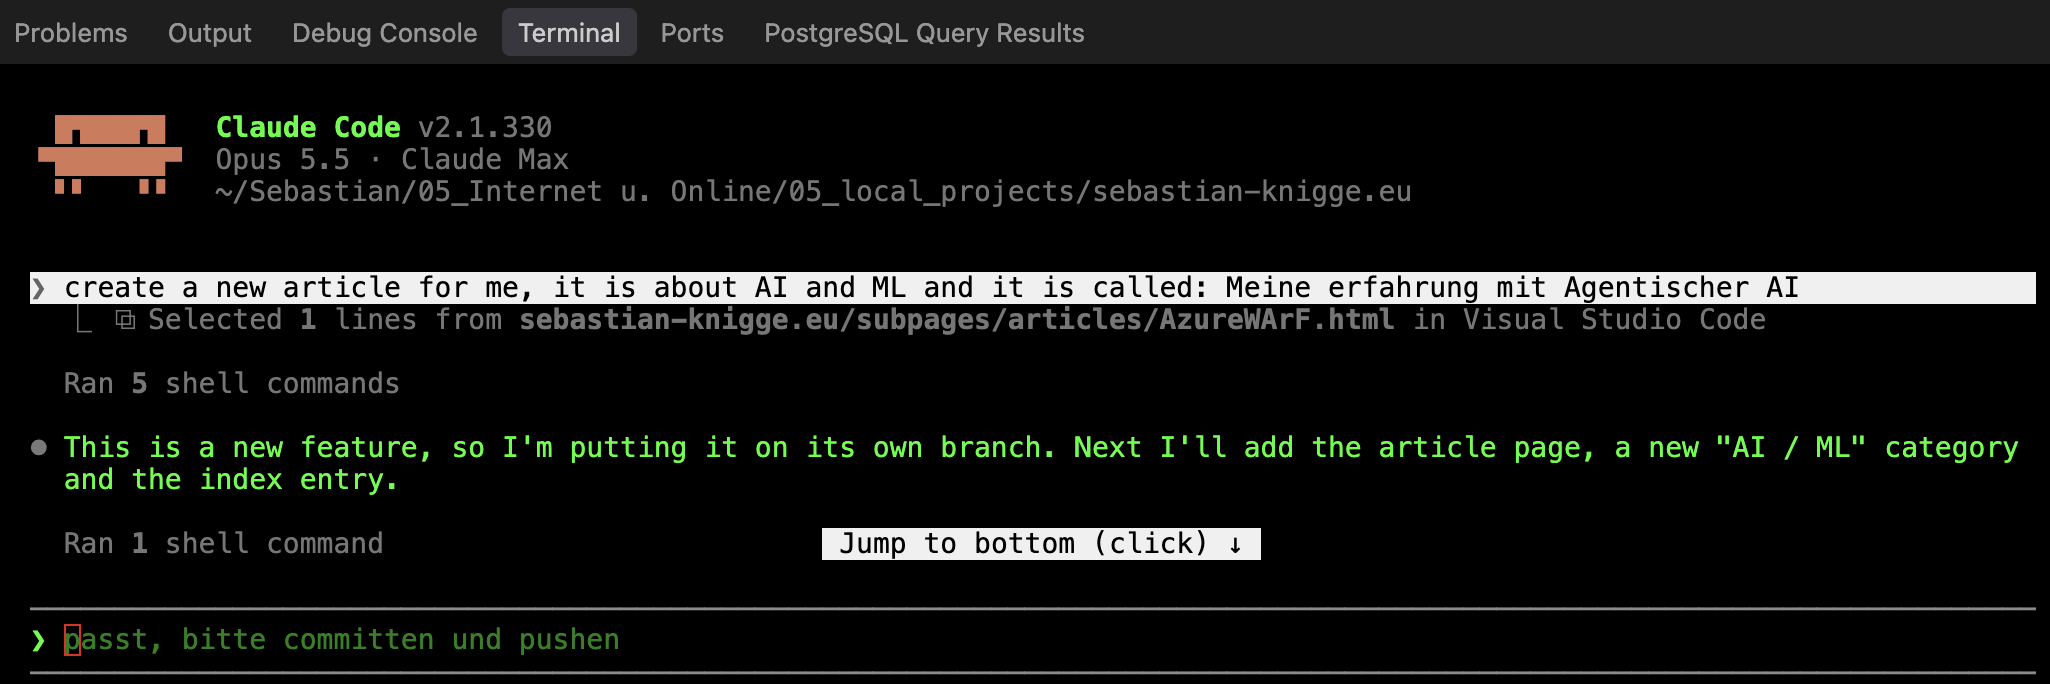 Problems Output Debug Console Terminal Ports PostgreSQL Query Results
Claude Code v2.1.330
Opus 5.5 · Claude Max
~/Sebastian/05_Internet u. Online/05_local_projects/sebastian-knigge.eu
❯ create a new article for me, it is about AI and ML and it is called: Meine erfahrung mit Agentischer AI
⎿ ⧉ Selected 1 lines from sebastian-knigge.eu/subpages/articles/AzureWArF.html in Visual Studio Code
Ran 5 shell commands
● This is a new feature, so I'm putting it on its own branch. Next I'll add the article page, a new "AI / ML" category
and the index entry.
Ran 1 shell command
Jump to bottom (click) ↓
❯ passt, bitte committen und pushen